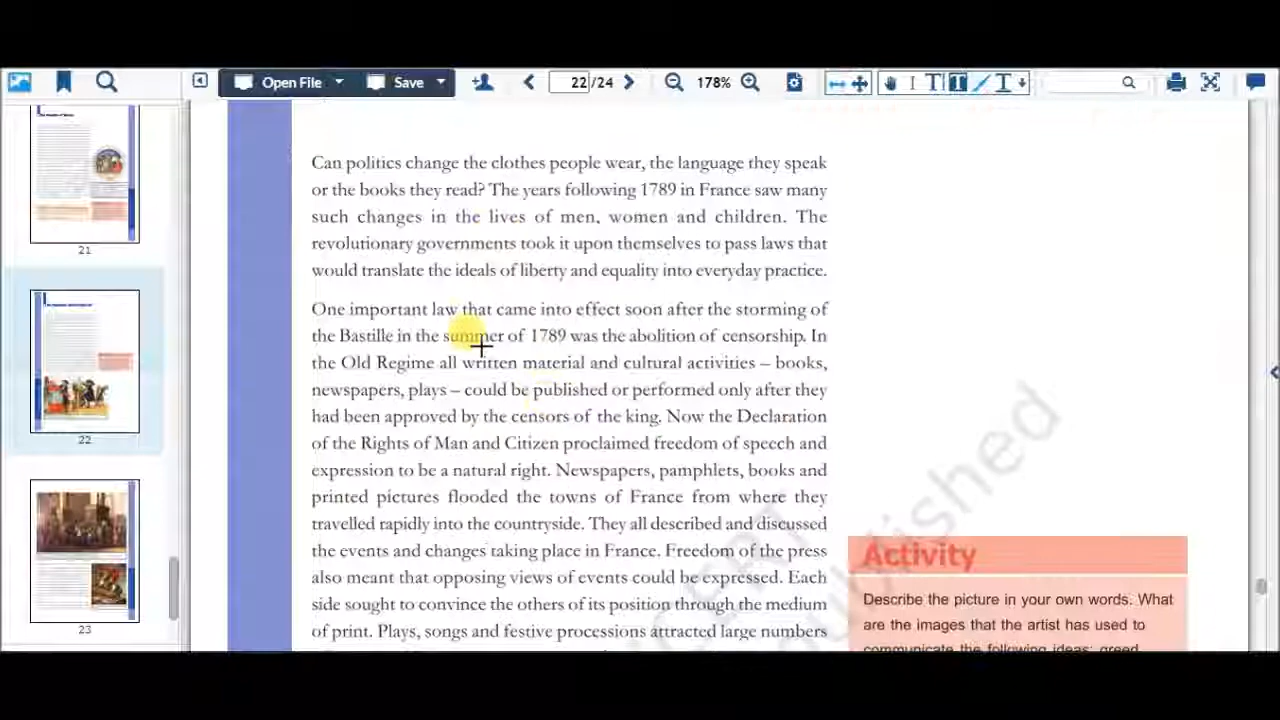 Open File
Save
22/24
178%
21
22
23
Can politics change the clothes people wear, the language they speak
or the books they read? The years following 1789 in France saw many
such changes in the lives of men, women and children. The
revolutionary governments took it upon themselves to pass laws that
would translate the ideals of liberty and equality into everyday practice.
One important law that came into effect soon after the storming of
the Bastille in the summer of 1789 was the abolition of censorship. In
the Old Regime all written material and cultural activities – books,
newspapers, plays – could be published or performed only after they
had been approved by the censors of the king. Now the Declaration
of the Rights of Man and Citizen proclaimed freedom of speech and
expression to be a natural right. Newspapers, pamphlets, books and
printed pictures flooded the towns of France from where they
travelled rapidly into the countryside. They all described and discussed
the events and changes taking place in France. Freedom of the press
also meant that opposing views of events could be expressed. Each
side sought to convince the others of its position through the medium
of print. Plays, songs and festive processions attracted large numbers
Activity
Describe the picture in your own words. What
are the images that the artist has used to
communicate the following ideas: greed